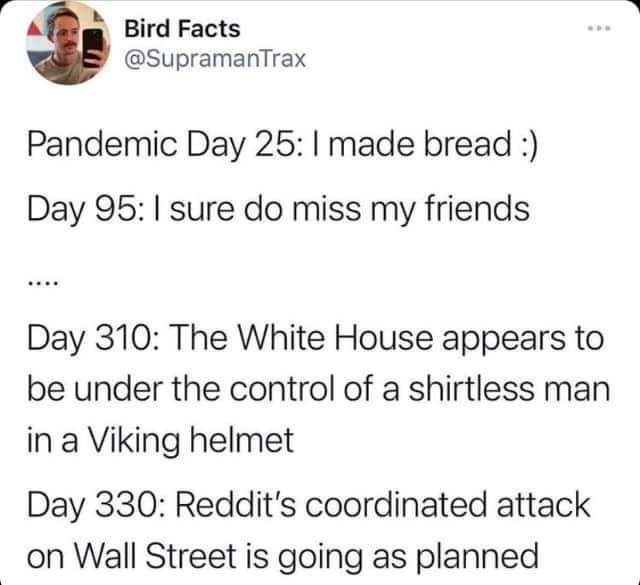 Bird Facts
@SupramanTrax
Pandemic Day 25: I made bread :)
Day 95: I sure do miss my friends
....
Day 310: The White House appears to
be under the control of a shirtless man
in a Viking helmet
Day 330: Reddit's coordinated attack
on Wall Street is going as planned